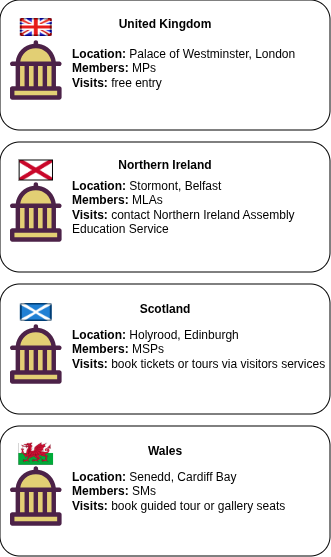 United Kingdom
Location: Palace of Westminster, London
Members: MPs
Visits: free entry
Northern Ireland
Location: Stormont, Belfast
Members: MLAs
Visits: contact Northern Ireland Assembly
Education Service
Scotland
Location: Holyrood, Edinburgh
Members: MSPs
Visits: book tickets or tours via visitors services
Wales
Location: Senedd, Cardiff Bay
Members: SMs
Visits: book guided tour or gallery seats